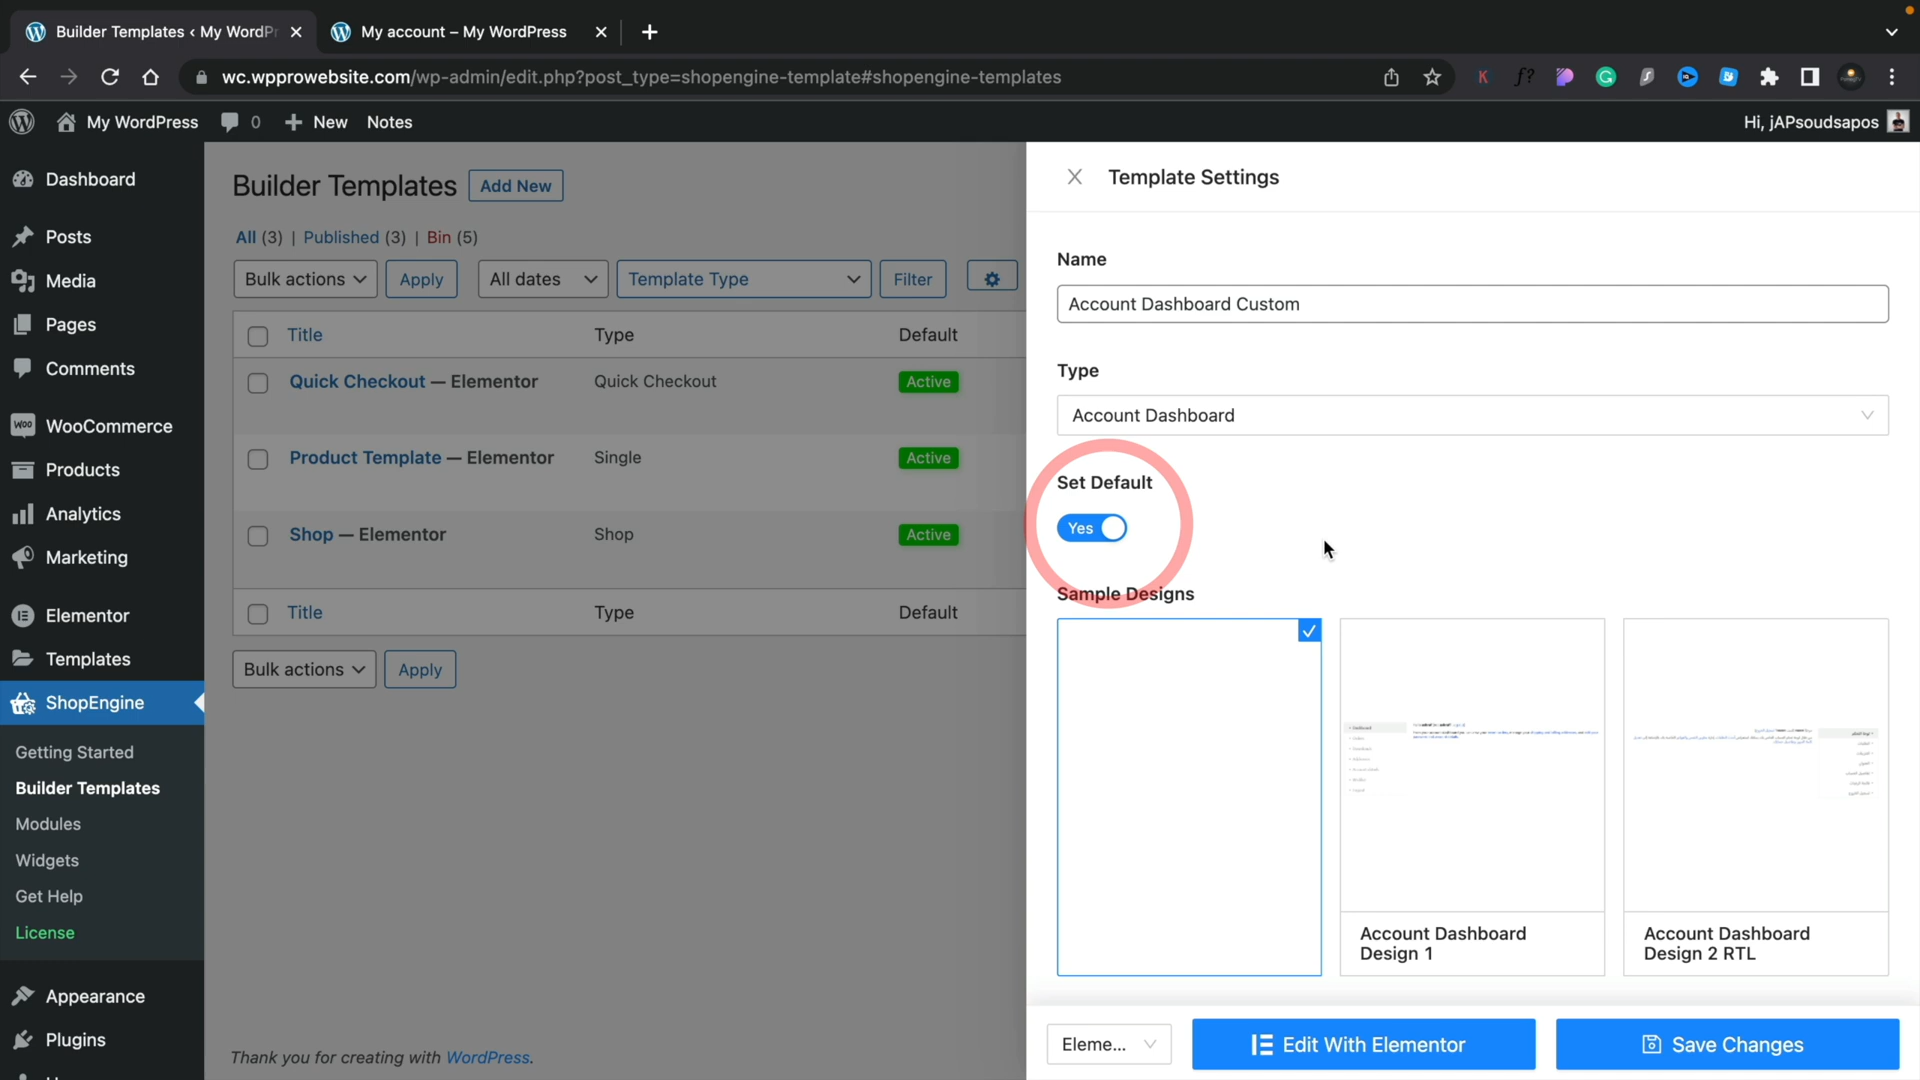 Builder Templates ‹ My WordPr
My account – My WordPress
wc.wpprowebsite.com/wp-admin/edit.php?post_type=shopengine-template#shopengine-templates
My WordPress
0
New
Notes
Hi, jAPsoudsapos
Dashboard
Posts
Media
Pages
Comments
WooCommerce
Products
Analytics
Marketing
Elementor
Templates
ShopEngine
Getting Started
Builder Templates
Modules
Widgets
Get Help
License
Appearance
Plugins
Builder Templates
Add New
All (3) | Published (3) | Bin (5)
Bulk actions
Apply
All dates
Template Type
Filter
Title Type Default
Quick Checkout — Elementor Quick Checkout Active
Product Template — Elementor Single Active
Shop — Elementor Shop Active
Title Type Default
Bulk actions
Apply
Thank you for creating with WordPress.
Template Settings
Name
Account Dashboard Custom
Type
Account Dashboard
Set Default
Yes
Sample Designs
Account Dashboard
Design 1
Account Dashboard
Design 2 RTL
Eleme...
Edit With Elementor
Save Changes